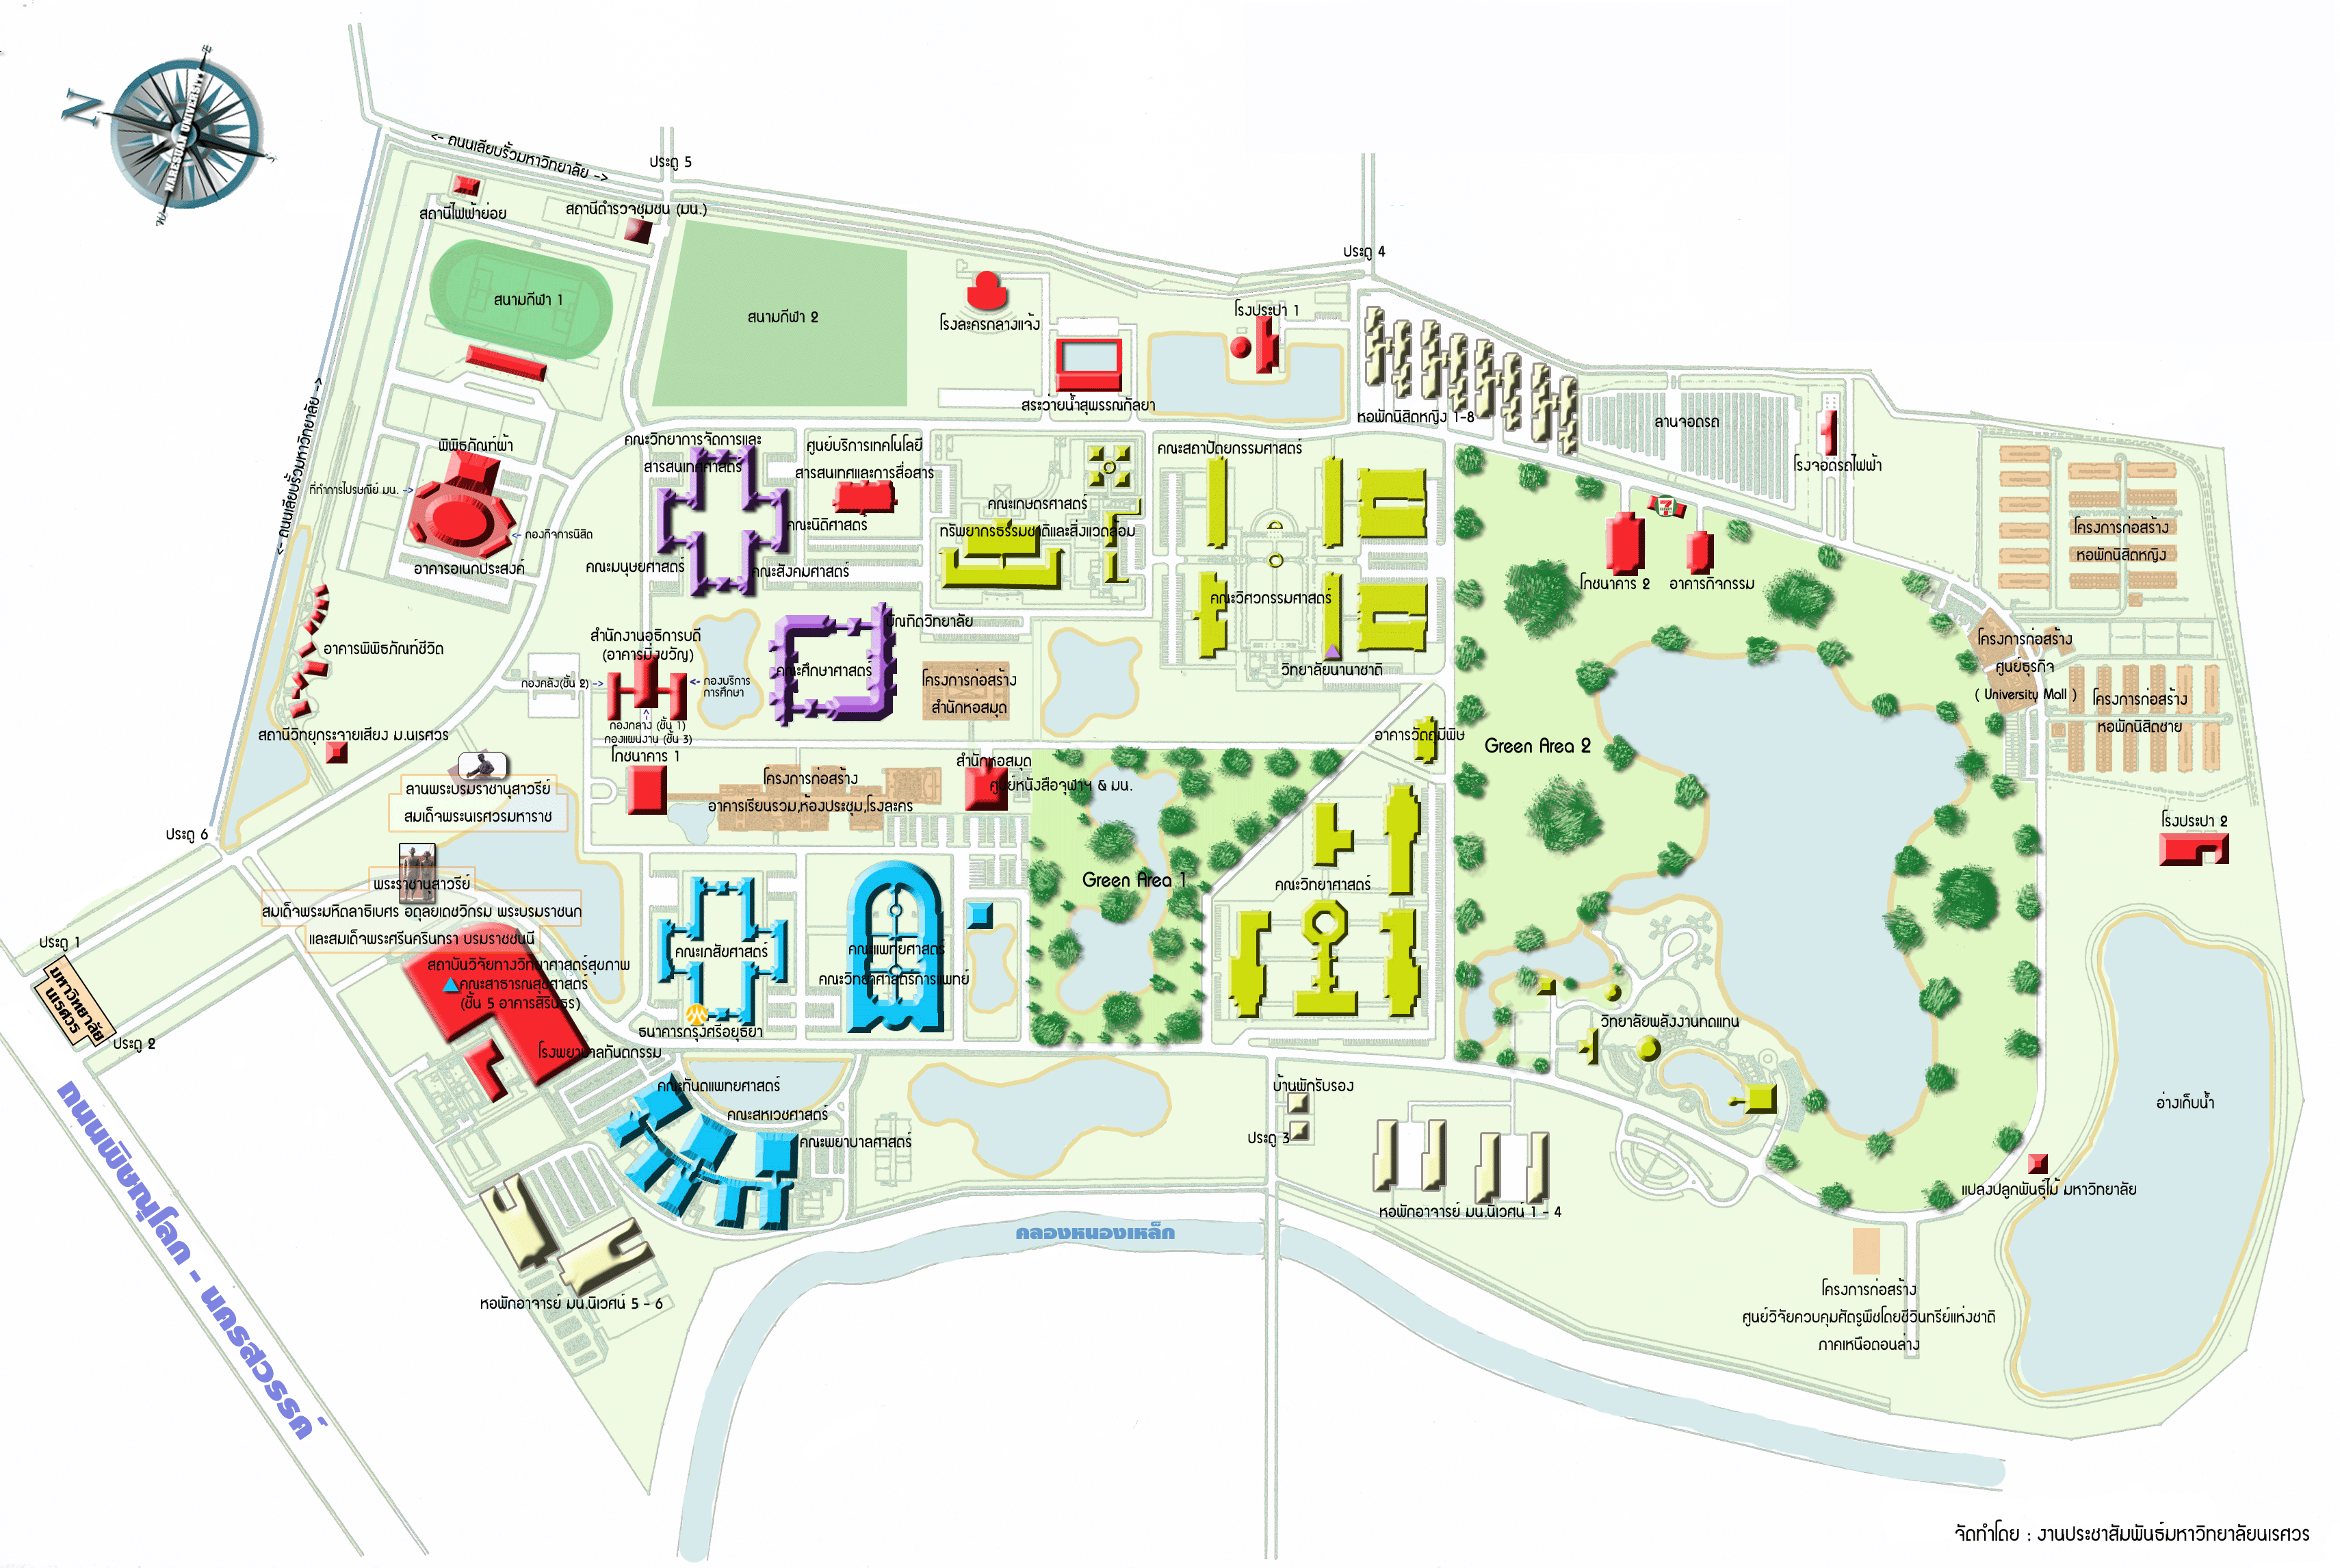 N
NARESUAN UNIVERSITY
<- ถนนเลียบรั้วมหาวิทยาลัย ->
ประตู 5
สถานีไฟฟ้าย่อย
สถานีตำรวจชุมชน (มน.)
ประตู 4
สนามกีฬา 1
สนามกีฬา 2
โรงละครกลางแจ้ง
โรงประปา 1
สระว่ายน้ำสุพรรณกัลยา
หอพักนิสิตหญิง 1-8
ลานจอดรถ
โรงจอดรถไฟฟ้า
<- ถนนเลียบรั้วมหาวิทยาลัย ->
พิพิธภัณฑ์ผ้า
ที่ทำการไปรษณีย์ มน. ->
<- กองกิจการนิสิต
อาคารอเนกประสงค์
คณะวิทยาการจัดการและ
สารสนเทศศาสตร์
คณะนิติศาสตร์
คณะมนุษยศาสตร์
คณะสังคมศาสตร์
ศูนย์บริการเทคโนโลยี
สารสนเทศและการสื่อสาร
คณะเกษตรศาสตร์
ทรัพยากรธรรมชาติและสิ่งแวดล้อม
คณะสถาปัตยกรรมศาสตร์
คณะวิศวกรรมศาสตร์
วิทยาลัยนานาชาติ
โภชนาคาร 2
อาคารกิจกรรม
โครงการก่อสร้าง
หอพักนิสิตหญิง
โครงการก่อสร้าง
ศูนย์ธุรกิจ
( University Mall )
โครงการก่อสร้าง
หอพักนิสิตชาย
อาคารพิพิธภัณฑ์ชีวิต
สำนักงานอธิการบดี
(อาคารมิ่งขวัญ)
กองคลัง(ชั้น 2) ->
<- กองบริการ
การศึกษา
กองกลาง (ชั้น 1)
กองแผนงาน (ชั้น 3)
บัณฑิตวิทยาลัย
คณะศึกษาศาสตร์
โครงการก่อสร้าง
สำนักหอสมุด
สถานีวิทยุกระจายเสียง ม.นเรศวร
โภชนาคาร 1
โครงการก่อสร้าง
อาคารเรียนรวม,ห้องประชุม,โรงละคร
สำนักหอสมุด
ศูนย์หนังสือจุฬาฯ & มน.
อาคารวัตถุมีพิษ
Green Area 2
ลานพระบรมราชานุสาวรีย์
สมเด็จพระนเรศวรมหาราช
ประตู 6
โรงประปา 2
พระราชานุสาวรีย์
สมเด็จพระมหิตลาธิเบศร อดุลยเดชวิกรม พระบรมราชชนก
และสมเด็จพระศรีนครินทรา บรมราชชนนี
Green Area 1
คณะวิทยาศาสตร์
ประตู 1
มหาวิทยาลัย
นเรศวร
ประตู 2
สถาบันวิจัยทางวิทยาศาสตร์สุขภาพ
คณะสาธารณสุขศาสตร์
(ชั้น 5 อาคารสิรินธร)
โรงพยาบาลทันตกรรม
คณะเภสัชศาสตร์
ธนาคารกรุงศรีอยุธยา
คณะแพทยศาสตร์
คณะวิทยาศาสตร์การแพทย์
วิทยาลัยพลังงานทดแทน
คณะทันตแพทยศาสตร์
คณะสหเวชศาสตร์
คณะพยาบาลศาสตร์
บ้านพักรับรอง
ประตู 3
อ่างเก็บน้ำ
แปลงปลูกพันธุ์ไม้ มหาวิทยาลัย
หอพักอาจารย์ มน.นิเวศน์ 1 - 4
คลองหนองเหล็ก
หอพักอาจารย์ มน.นิเวศน์ 5 - 6
ถนนพิษณุโลก - นครสวรรค์
โครงการก่อสร้าง
ศูนย์วิจัยควบคุมศัตรูพืชโดยชีวินทรีย์แห่งชาติ
ภาคเหนือตอนล่าง
จัดทำโดย : งานประชาสัมพันธ์มหาวิทยาลัยนเรศวร